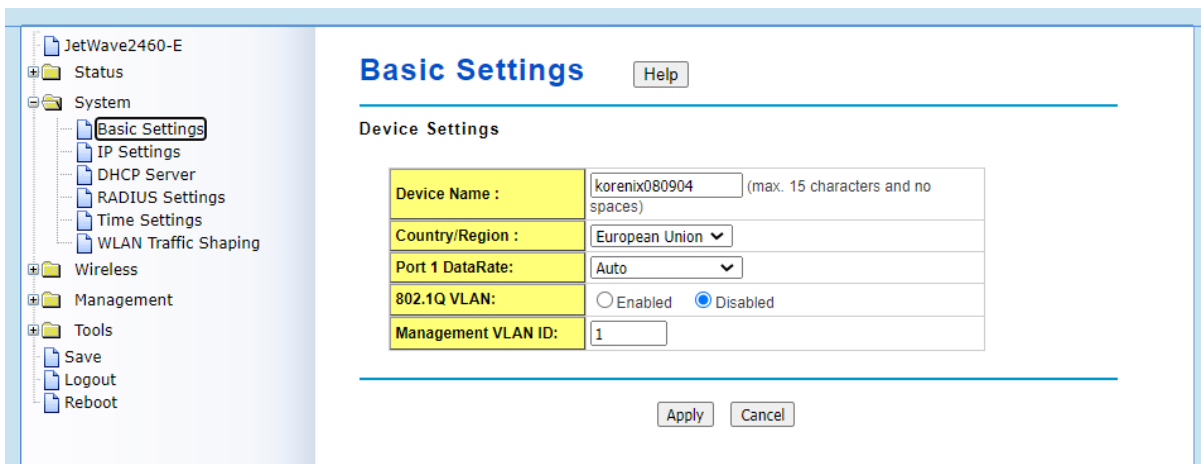 JetWave2460-E
Status
System
Basic Settings
IP Settings
DHCP Server
RADIUS Settings
Time Settings
WLAN Traffic Shaping
Wireless
Management
Tools
Save
Logout
Reboot
Basic Settings Help
Device Settings
Device Name : korenix080904 (max. 15 characters and no
spaces)
Country/Region : European Union
Port 1 DataRate: Auto
802.1Q VLAN: Enabled Disabled
Management VLAN ID: 1
Apply Cancel